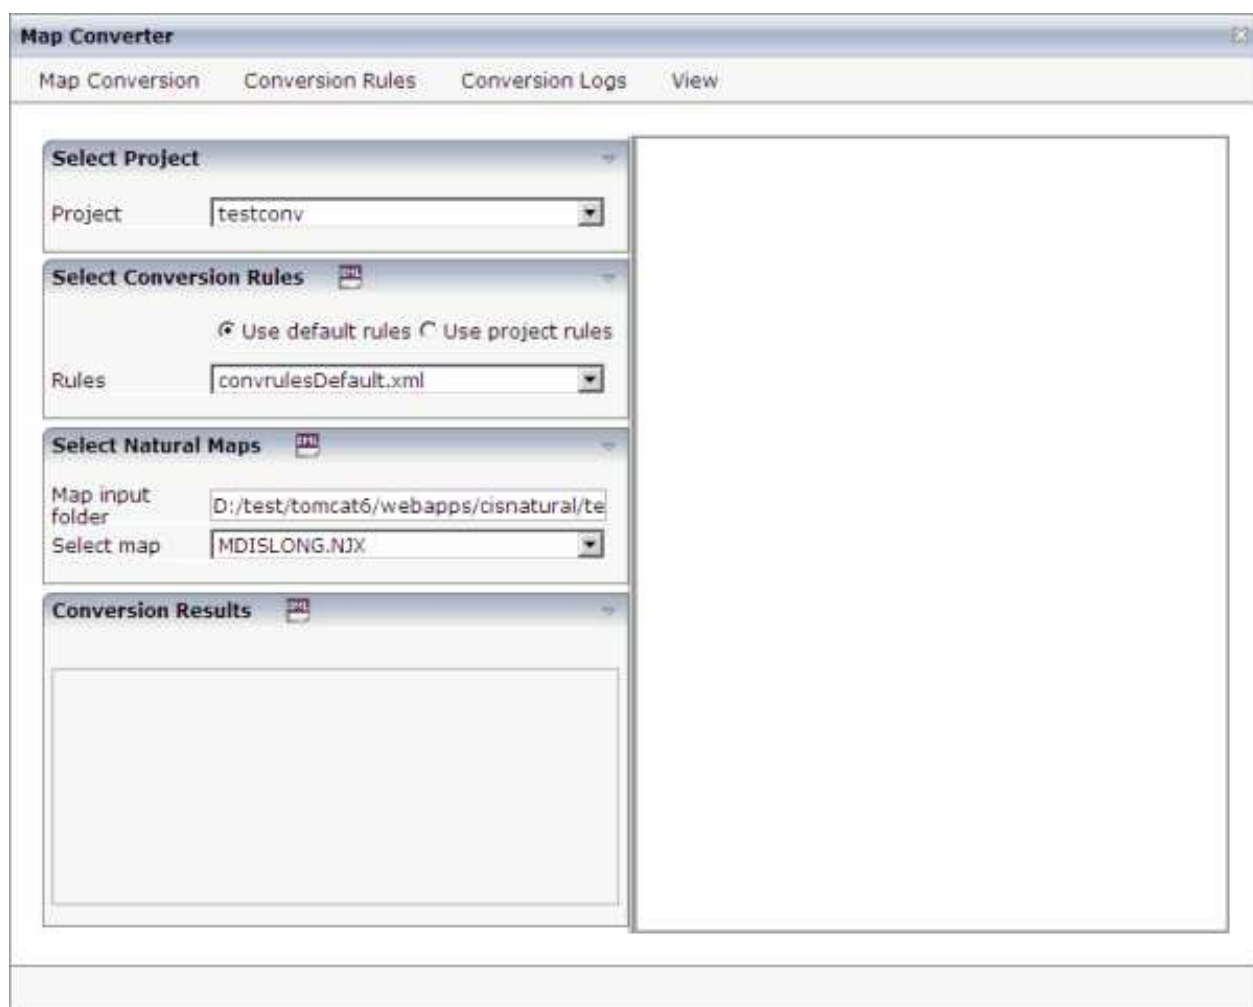 Map Converter
Map Conversion Conversion Rules Conversion Logs View
Select Project
Project testconv
Select Conversion Rules
Use default rules Use project rules
Rules convrulesDefault.xml
Select Natural Maps
Map input
folder D:/test/tomcat6/webapps/cisnatural/te
Select map MDISLONG.NJX
Conversion Results